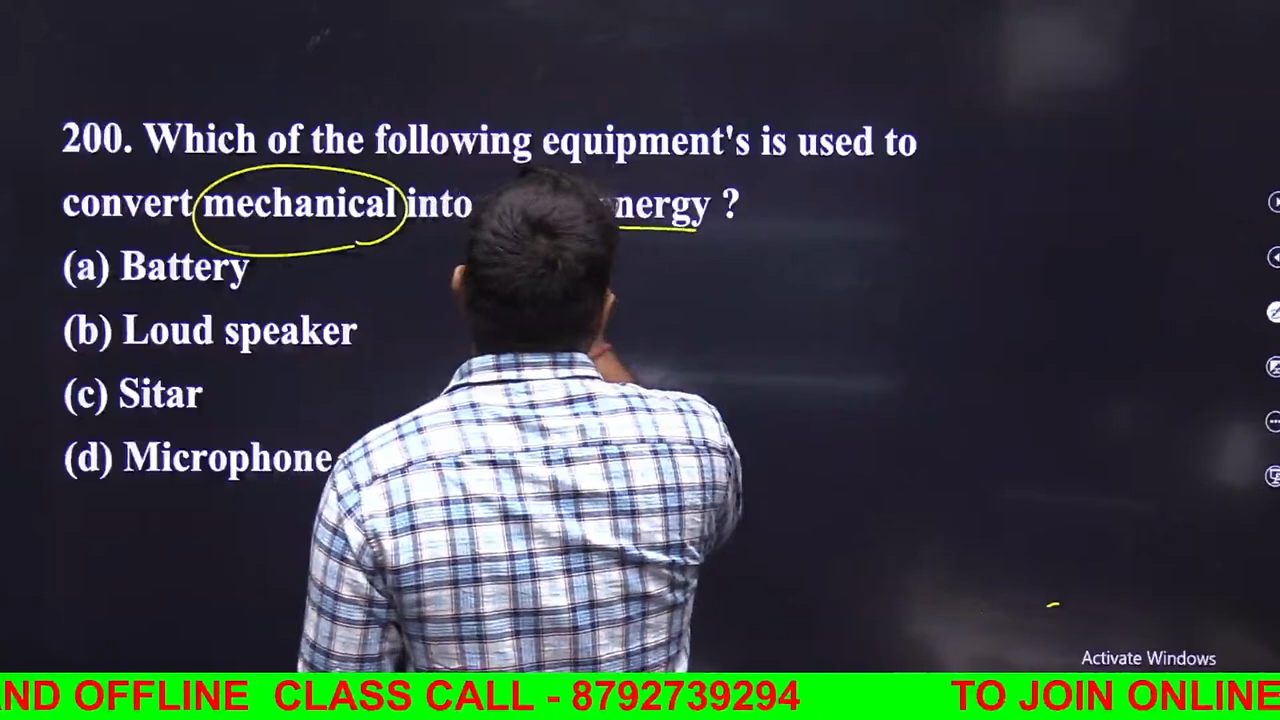 200. Which of the following equipment's is used to
convert mechanical into nergy ?
(a) Battery
(b) Loud speaker
(c) Sitar
(d) Microphone
Activate Windows
AND OFFLINE CLASS CALL - 8792739294 TO JOIN ONLINE